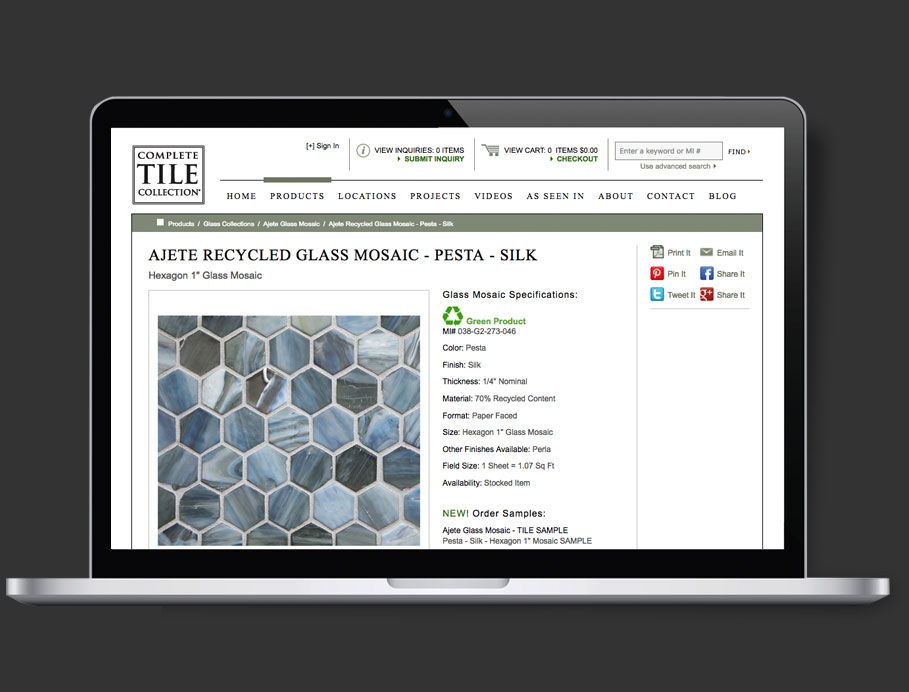 COMPLETE
TILE
COLLECTION
[+] Sign In
i
VIEW INQUIRIES: 0 ITEMS
SUBMIT INQUIRY
VIEW CART: 0 ITEMS $0.00
CHECKOUT
Enter a keyword or MI #
FIND
Use advanced search
HOME PRODUCTS LOCATIONS PROJECTS VIDEOS AS SEEN IN ABOUT CONTACT BLOG
Products / Glass Collections / Ajete Glass Mosaic / Ajete Recycled Glass Mosaic - Pesta - Silk
AJETE RECYCLED GLASS MOSAIC - PESTA - SILK
Hexagon 1" Glass Mosaic
Glass Mosaic Specifications:
Green Product
MI# 038-G2-273-046
Color: Pesta
Finish: Silk
Thickness: 1/4" Nominal
Material: 70% Recycled Content
Format: Paper Faced
Size: Hexagon 1" Glass Mosaic
Other Finishes Available: Perla
Field Size: 1 Sheet = 1.07 Sq Ft
Availability: Stocked Item
NEW! Order Samples:
Ajete Glass Mosaic - TILE SAMPLE
Pesta - Silk - Hexagon 1" Mosaic SAMPLE
Print It Email It
Pin It Share It
Tweet It Share It